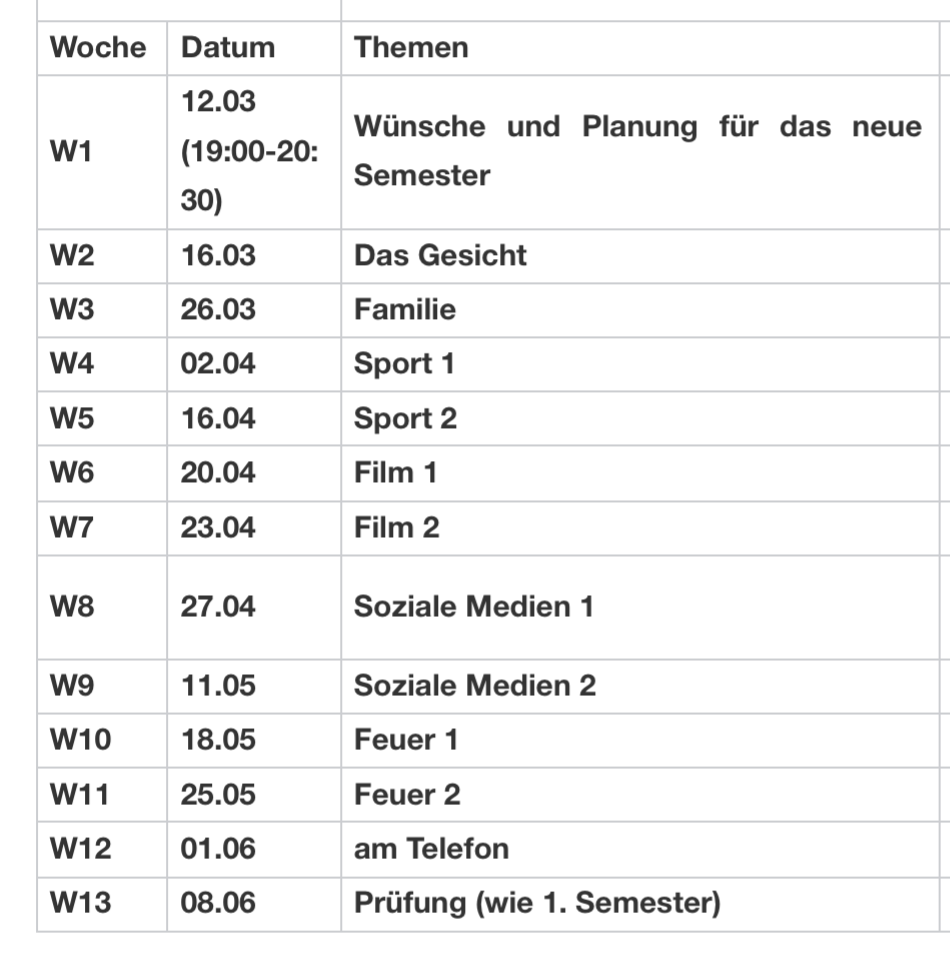 Woche Datum Themen
W1 12.03 (19:00-20:30) Wünsche und Planung für das neue Semester
W2 16.03 Das Gesicht
W3 26.03 Familie
W4 02.04 Sport 1
W5 16.04 Sport 2
W6 20.04 Film 1
W7 23.04 Film 2
W8 27.04 Soziale Medien 1
W9 11.05 Soziale Medien 2
W10 18.05 Feuer 1
W11 25.05 Feuer 2
W12 01.06 am Telefon
W13 08.06 Prüfung (wie 1. Semester)